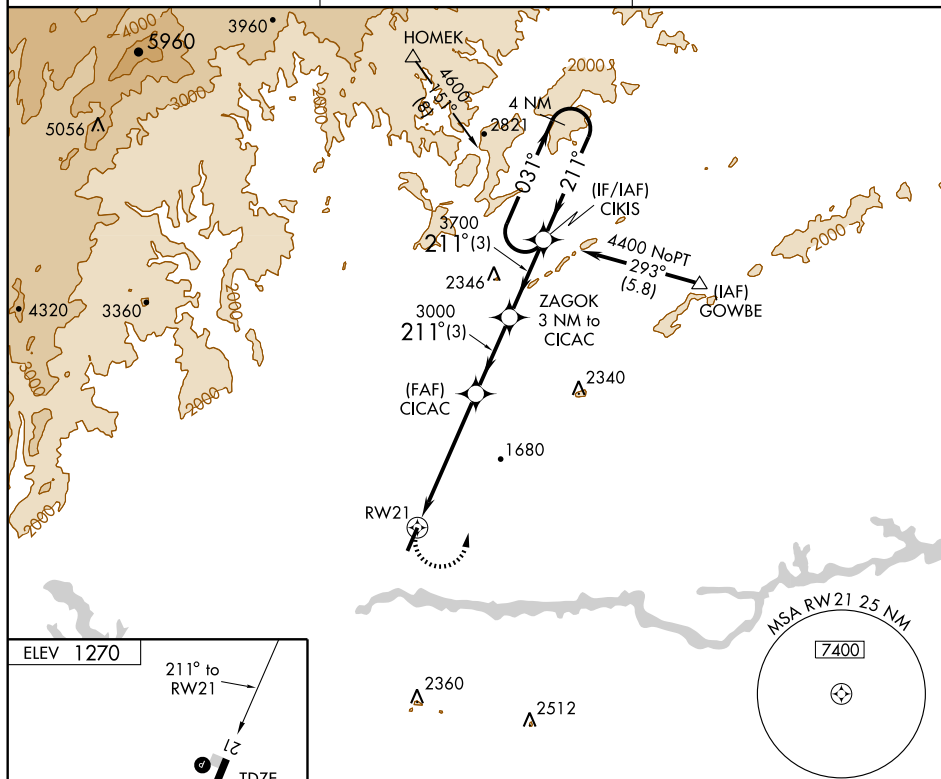 4000
5960
3960
HOMEK
4600
151°
(8)
2000
4 NM
3000
2000
5056
2821
031°
211°
(IF/IAF)
CIKIS
3700
211° (3)
4400 NoPT
293°
(5.8)
2000
2346
(IAF)
GOWBE
4320
3360
2000
3000
211° (3)
ZAGOK
3 NM to
CICAC
3000
2000
(FAF)
CICAC
2340
1680
2000
RW21
MSA RW21 25 NM
7400
ELEV 1270
211° to
RW21
21
P
TDZE
2360
2512